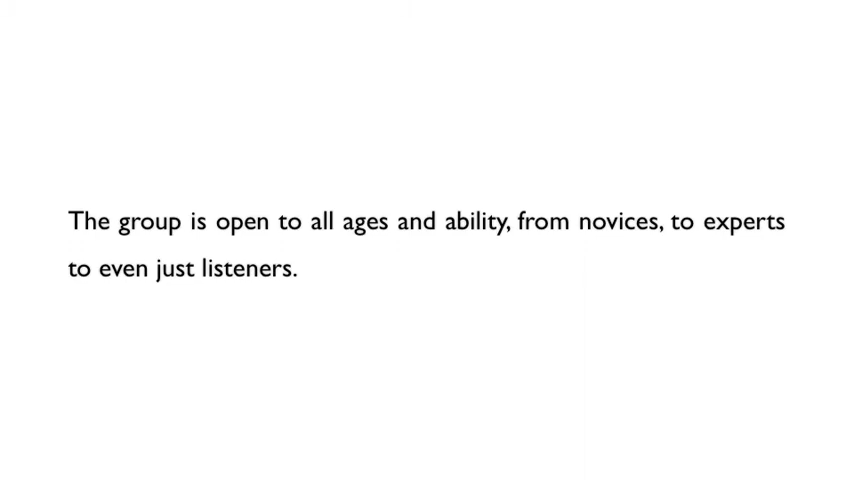 The group is open to all ages and ability, from novices, to experts
to even just listeners.